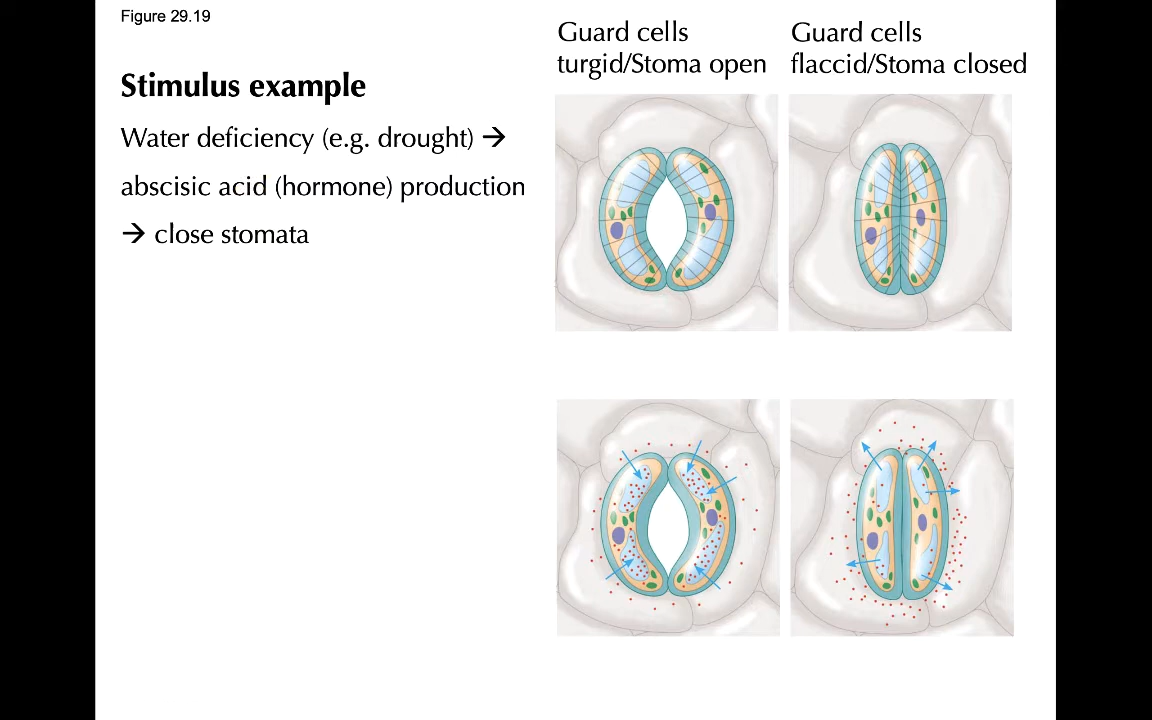 Figure 29.19
Stimulus example
Water deficiency (e.g. drought) →
abscisic acid (hormone) production
→ close stomata
Guard cells
turgid/Stoma open
Guard cells
flaccid/Stoma closed